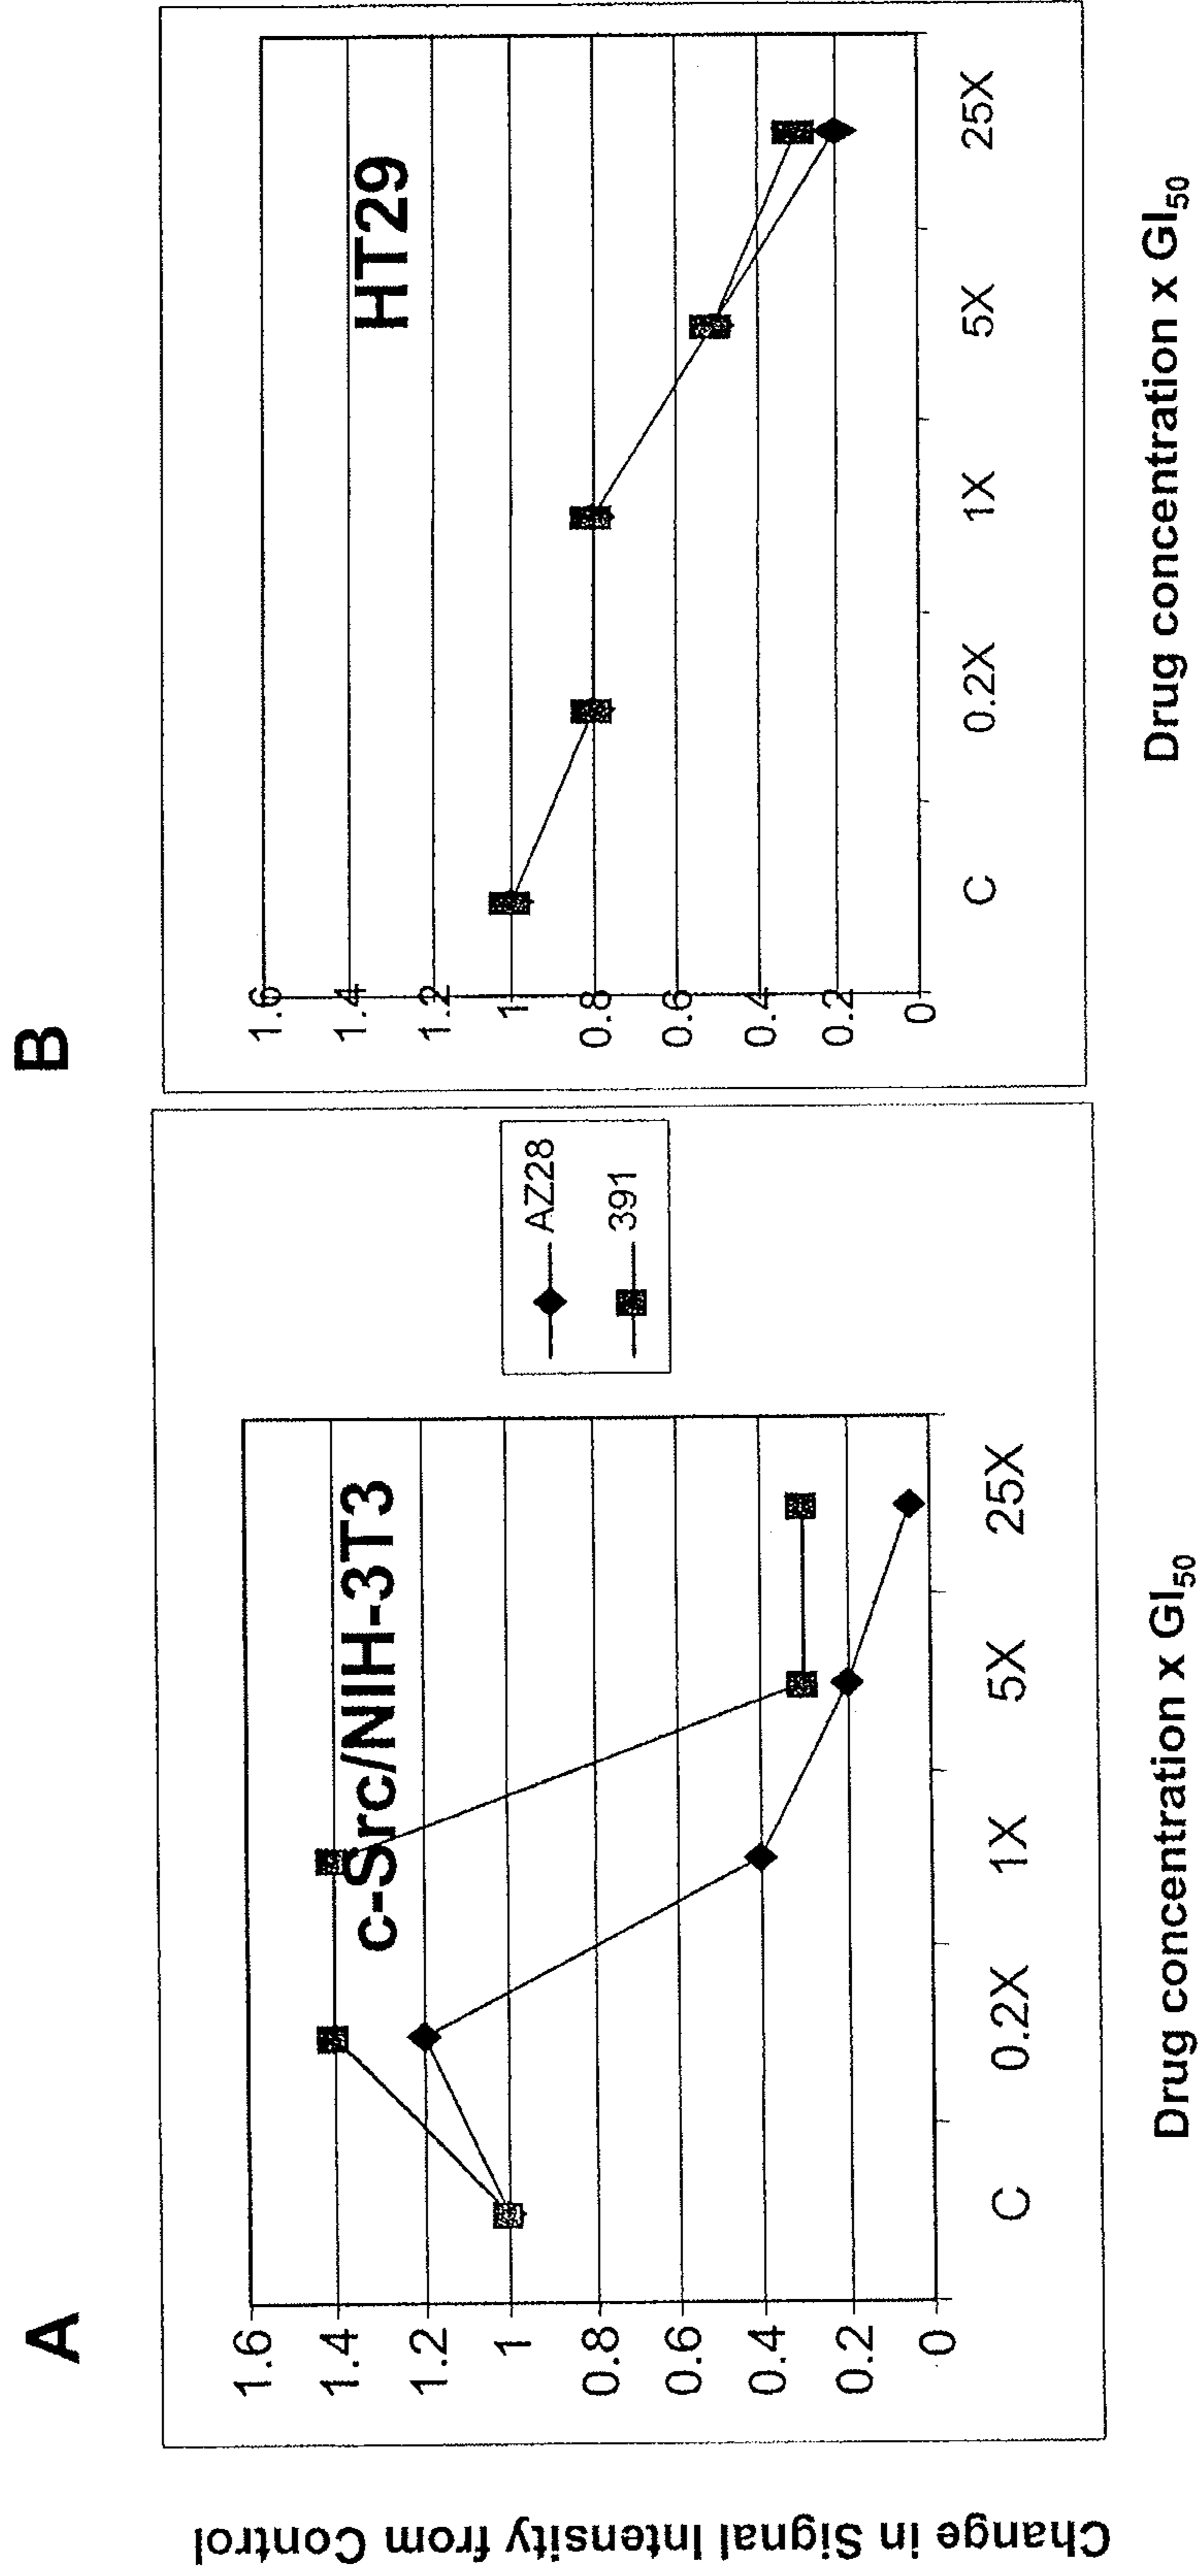 A
Change in Signal Intensity from Control
1.6
1.4
1.2
1
0.8
0.6
0.4
0.2
0
c-Src/NIH-3T3
C 0.2X 1X 5X 25X
Drug concentration x GI50
AZ28
391
B
1.6
1.4
1.2
1
0.8
0.6
0.4
0.2
0
HT29
C 0.2X 1X 5X 25X
Drug concentration x GI50